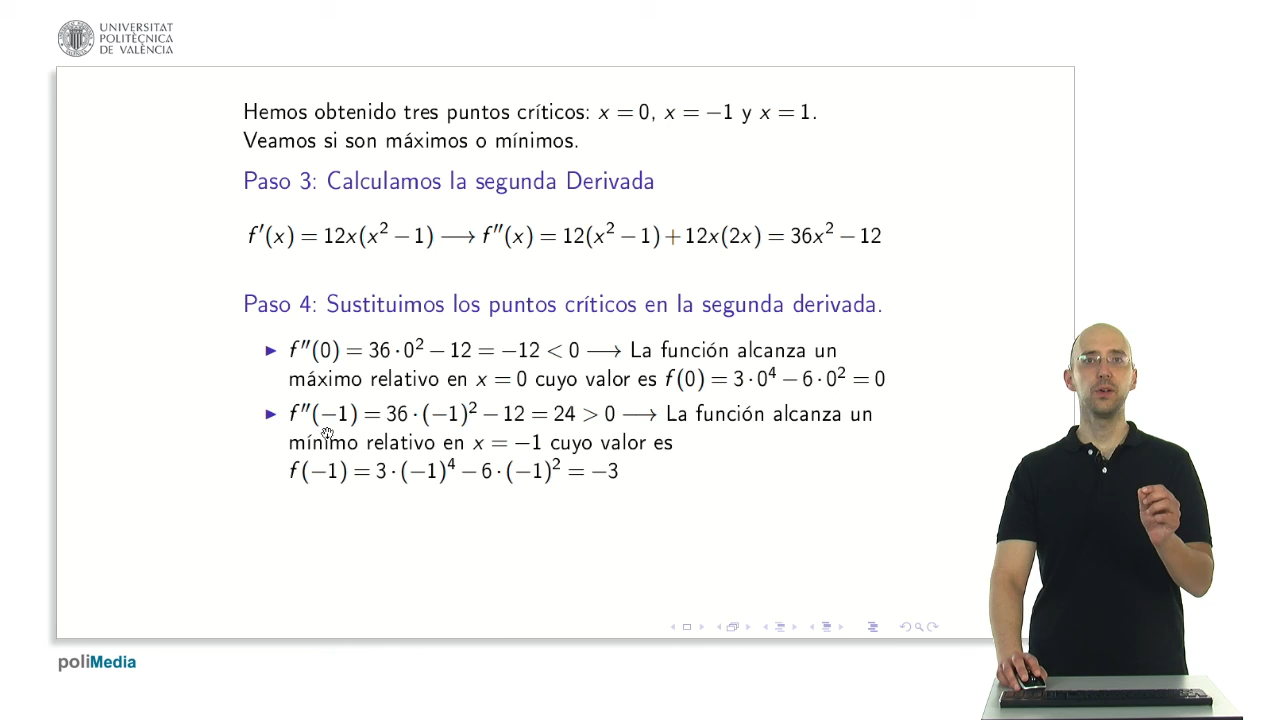 UNIVERSITAT
POLITÈCNICA
DE VALÈNCIA
Hemos obtenido tres puntos críticos: x = 0, x = −1 y x = 1.
Veamos si son máximos o mínimos.
Paso 3: Calculamos la segunda Derivada
f′(x) = 12x(x² − 1) ⟶ f″(x) = 12(x² − 1) + 12x(2x) = 36x² − 12
Paso 4: Sustituimos los puntos críticos en la segunda derivada.
▶ f″(0) = 36 · 0² − 12 = −12 < 0 ⟶ La función alcanza un
máximo relativo en x = 0 cuyo valor es f(0) = 3 · 0⁴ − 6 · 0² = 0
▶ f″(−1) = 36 · (−1)² − 12 = 24 > 0 ⟶ La función alcanza un
mínimo relativo en x = −1 cuyo valor es
f(−1) = 3 · (−1)⁴ − 6 · (−1)² = −3
poliMedia